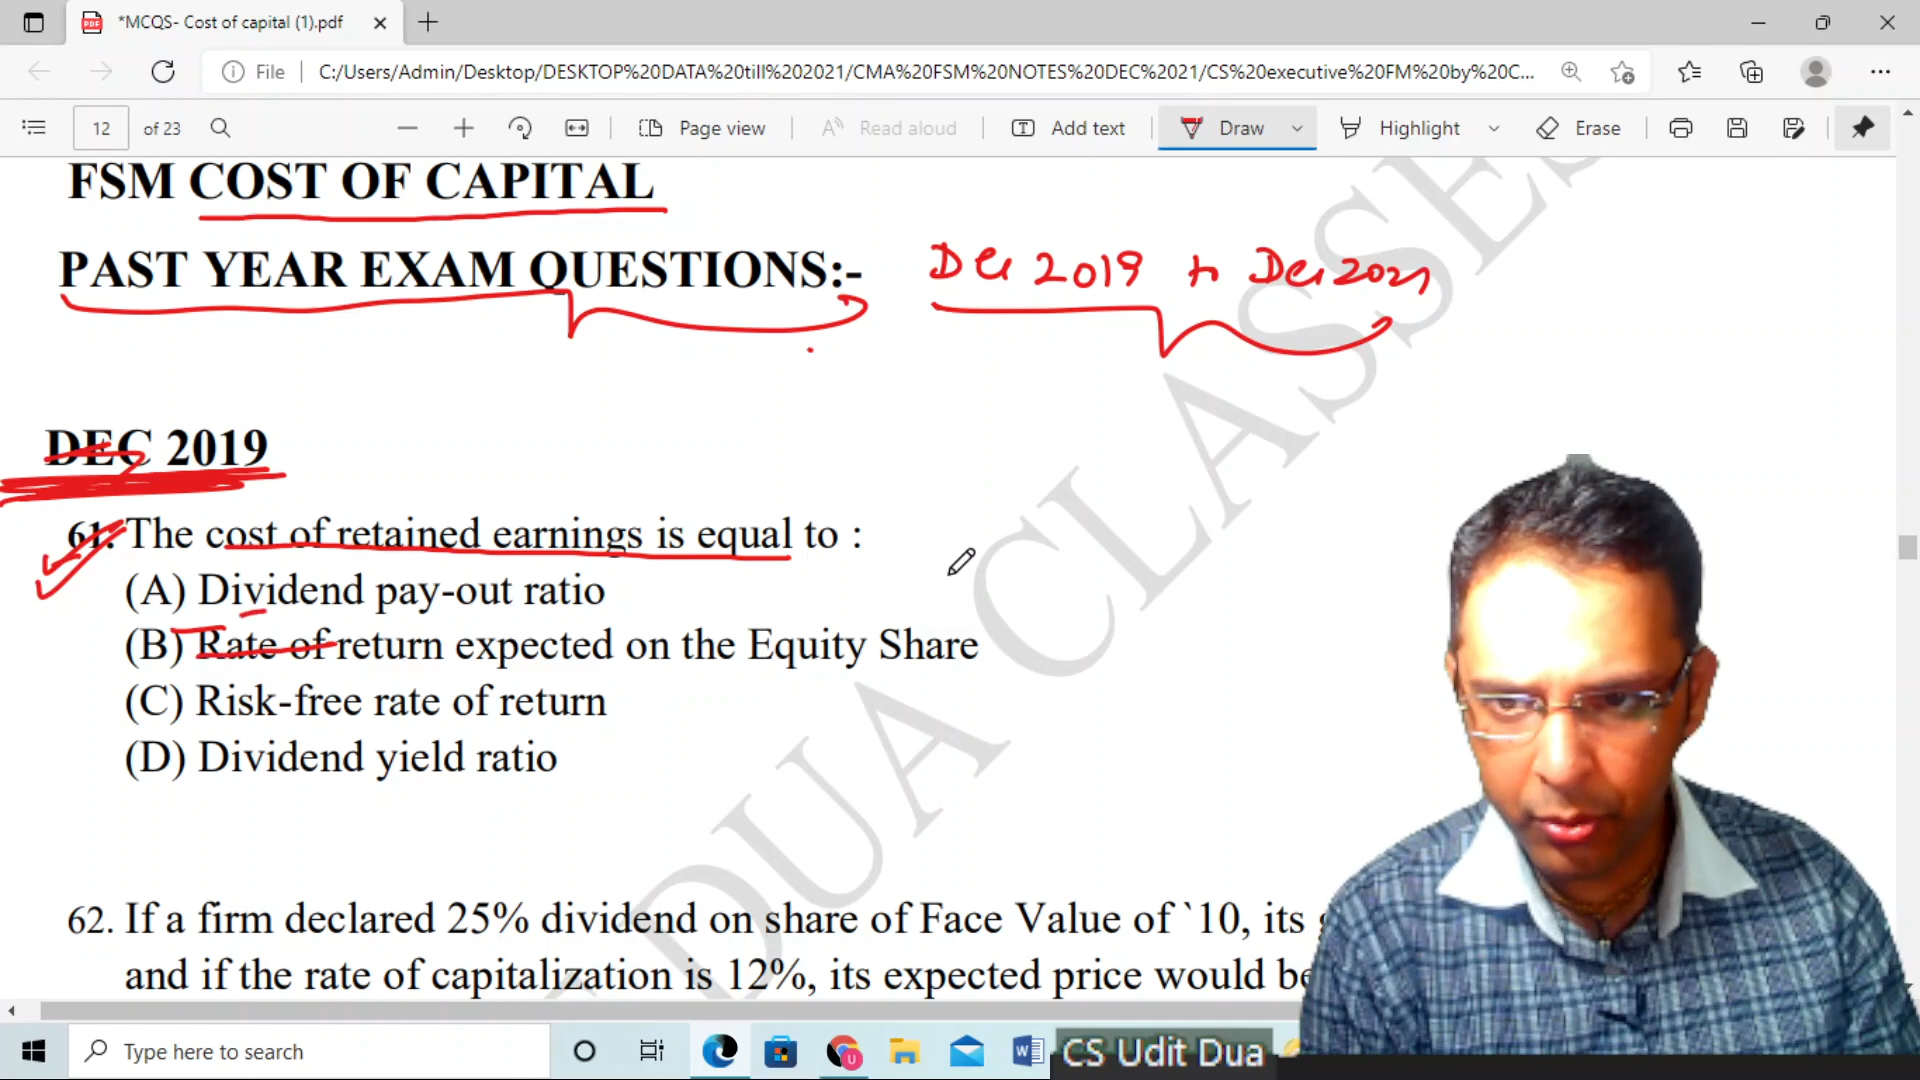 *MCQS- Cost of capital (1).pdf
File
C:/Users/Admin/Desktop/DESKTOP%20DATA%20till%202021/CMA%20FSM%20NOTES%20DEC%2021/CS%20executive%20FM%20by%20C...
12 of 23
Page view
Read aloud
Add text
Draw
Highlight
Erase
FSM COST OF CAPITAL
PAST YEAR EXAM QUESTIONS:- Dec 2019 to Dec 2021
DEC 2019
61. The cost of retained earnings is equal to :
(A) Dividend pay-out ratio
(B) Rate of return expected on the Equity Share
(C) Risk-free rate of return
(D) Dividend yield ratio
62. If a firm declared 25% dividend on share of Face Value of `10, its
and if the rate of capitalization is 12%, its expected price would be
DUA CLASSES
Type here to search
CS Udit Dua